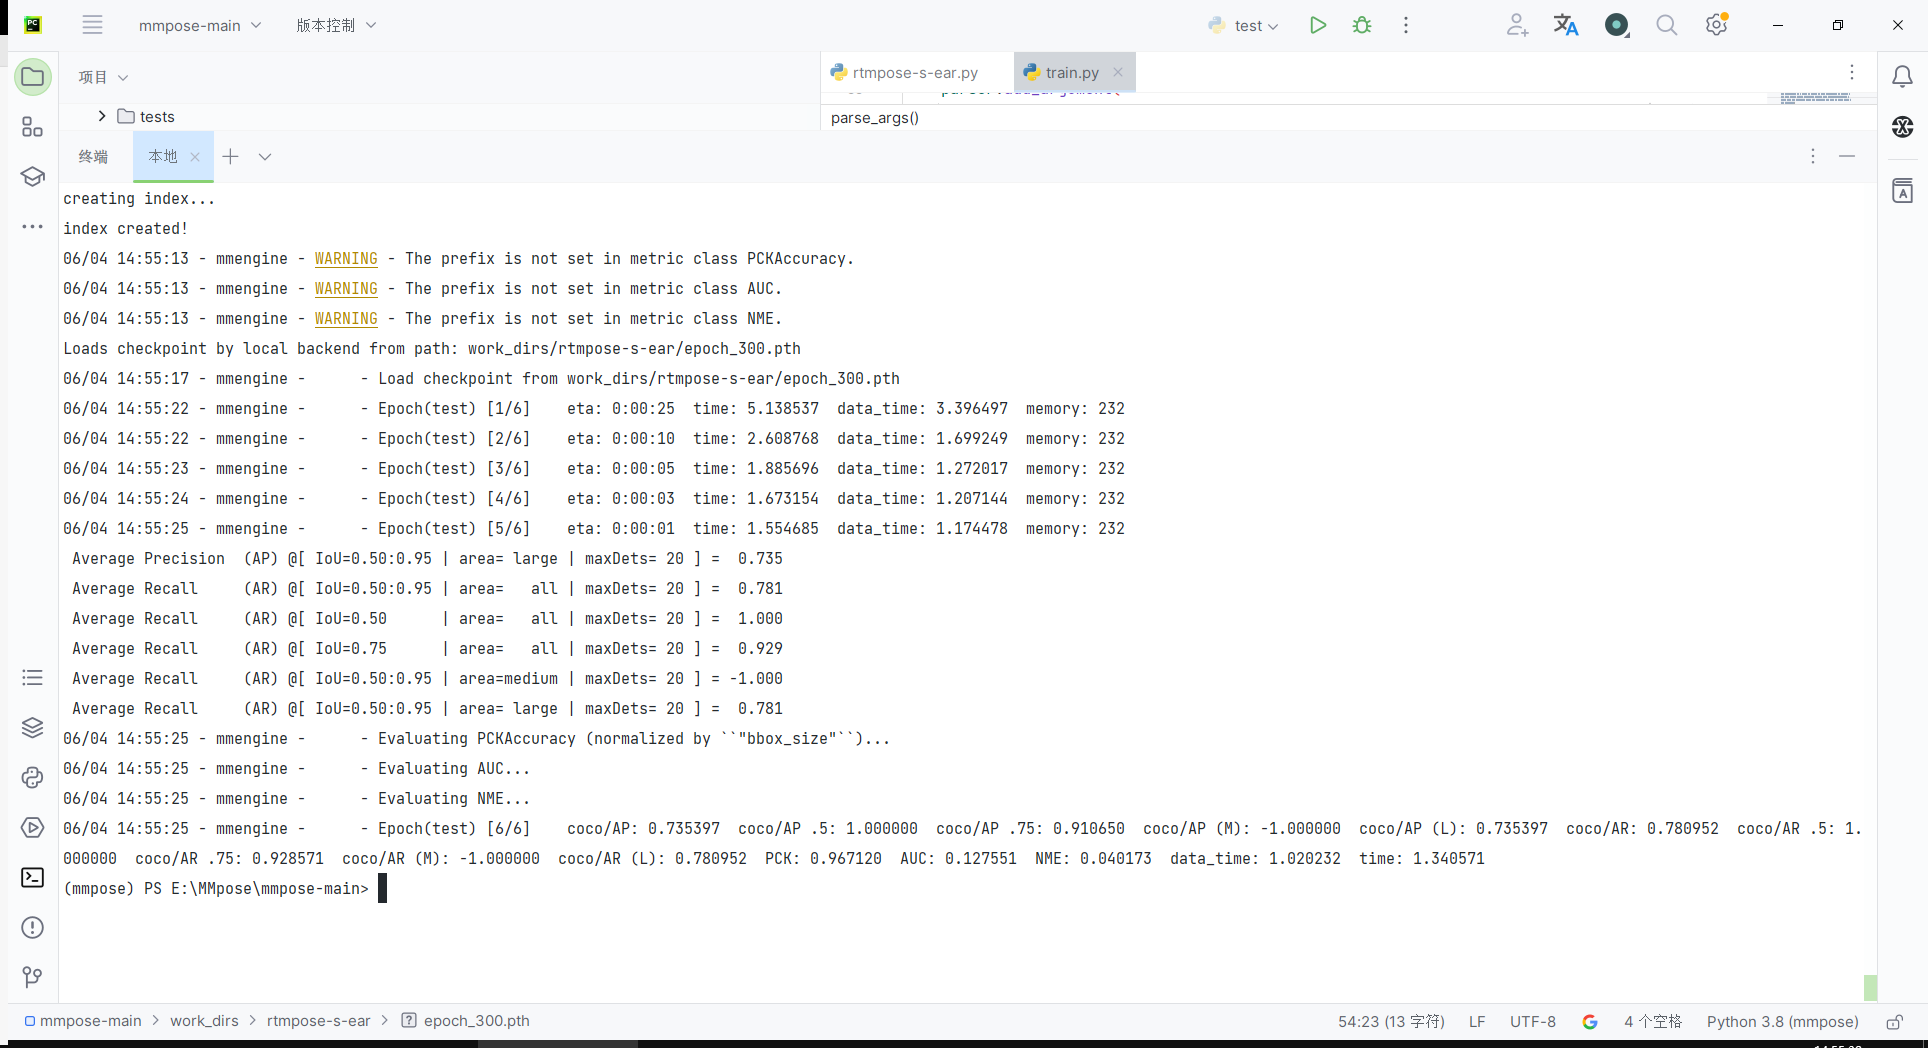 PC
mmpose-main
版本控制
test
项目
rtmpose-s-ear.py
train.py
tests
parse_args()
终端
本地
creating index...
index created!
06/04 14:55:13 - mmengine - WARNING - The prefix is not set in metric class PCKAccuracy.
06/04 14:55:13 - mmengine - WARNING - The prefix is not set in metric class AUC.
06/04 14:55:13 - mmengine - WARNING - The prefix is not set in metric class NME.
Loads checkpoint by local backend from path: work_dirs/rtmpose-s-ear/epoch_300.pth
06/04 14:55:17 - mmengine -      - Load checkpoint from work_dirs/rtmpose-s-ear/epoch_300.pth
06/04 14:55:22 - mmengine -      - Epoch(test) [1/6]    eta: 0:00:25  time: 5.138537  data_time: 3.396497  memory: 232
06/04 14:55:22 - mmengine -      - Epoch(test) [2/6]    eta: 0:00:10  time: 2.608768  data_time: 1.699249  memory: 232
06/04 14:55:23 - mmengine -      - Epoch(test) [3/6]    eta: 0:00:05  time: 1.885696  data_time: 1.272017  memory: 232
06/04 14:55:24 - mmengine -      - Epoch(test) [4/6]    eta: 0:00:03  time: 1.673154  data_time: 1.207144  memory: 232
06/04 14:55:25 - mmengine -      - Epoch(test) [5/6]    eta: 0:00:01  time: 1.554685  data_time: 1.174478  memory: 232
Average Precision  (AP) @[ IoU=0.50:0.95 | area= large | maxDets= 20 ] =  0.735
Average Recall     (AR) @[ IoU=0.50:0.95 | area=   all | maxDets= 20 ] =  0.781
Average Recall     (AR) @[ IoU=0.50      | area=   all | maxDets= 20 ] =  1.000
Average Recall     (AR) @[ IoU=0.75      | area=   all | maxDets= 20 ] =  0.929
Average Recall     (AR) @[ IoU=0.50:0.95 | area=medium | maxDets= 20 ] = -1.000
Average Recall     (AR) @[ IoU=0.50:0.95 | area= large | maxDets= 20 ] =  0.781
06/04 14:55:25 - mmengine -      - Evaluating PCKAccuracy (normalized by ``"bbox_size"``)...
06/04 14:55:25 - mmengine -      - Evaluating AUC...
06/04 14:55:25 - mmengine -      - Evaluating NME...
06/04 14:55:25 - mmengine -      - Epoch(test) [6/6]    coco/AP: 0.735397  coco/AP .5: 1.000000  coco/AP .75: 0.910650  coco/AP (M): -1.000000  coco/AP (L): 0.735397  coco/AR: 0.780952  coco/AR .5: 1.
000000  coco/AR .75: 0.928571  coco/AR (M): -1.000000  coco/AR (L): 0.780952  PCK: 0.967120  AUC: 0.127551  NME: 0.040173  data_time: 1.020232  time: 1.340571
(mmpose) PS E:\MMpose\mmpose-main>
mmpose-main > work_dirs > rtmpose-s-ear > epoch_300.pth
54:23 (13 字符)
LF
UTF-8
4 个空格
Python 3.8 (mmpose)